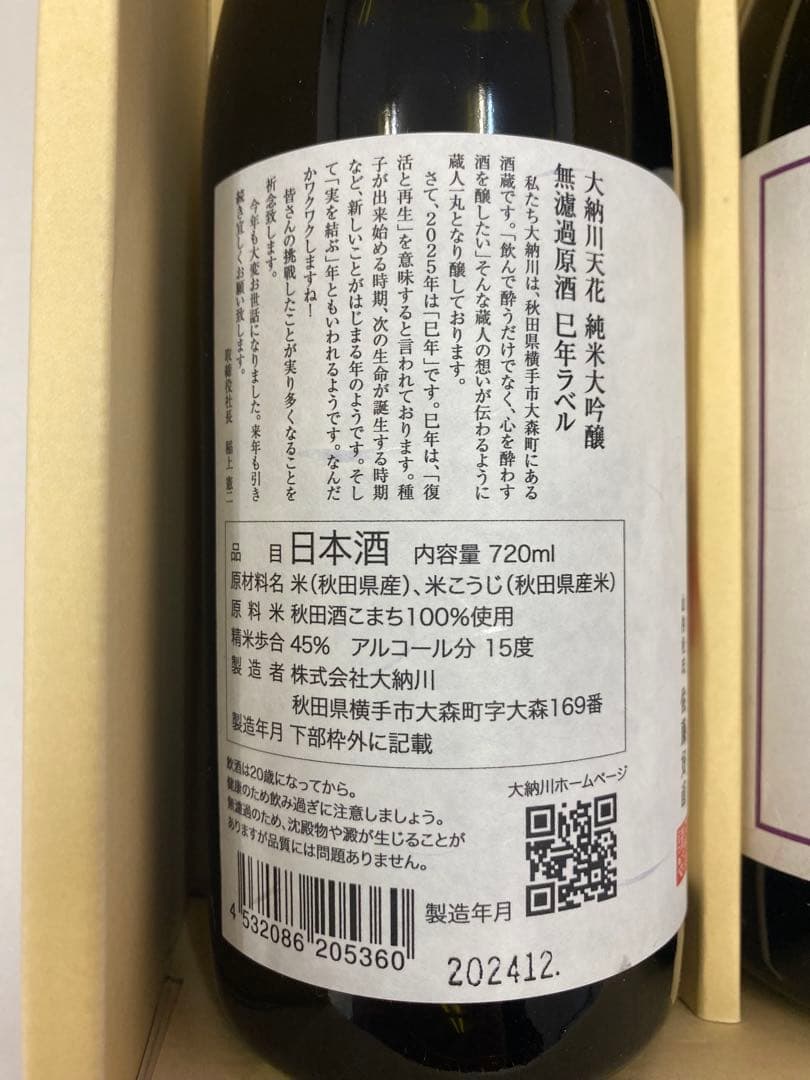 大納川天花 純米大吟醸
無濾過原酒 巳年ラベル
私たち大納川は、秋田県横手市大森町にある
酒蔵です。「飲んで酔うだけでなく、心を酔わす
酒を醸したい」そんな蔵人の想いが伝わるように
蔵人一丸となり醸しております。
さて、2025年は「巳年」です。巳年は、「復
活と再生」を意味すると言われております。種
子が出来始める時期、次の生命が誕生する時期
など、新しいことがはじまる年のようです。そし
て「実を結ぶ」年ともいわれるようです。なんだ
かワクワクしますね!
皆さんの挑戦したことが実り多くなることを
祈念致します。
今年も大変お世話になりました。来年も引き
続き宜しくお願い致します。
取締役社長 稲上 憲二
品目 日本酒 内容量 720ml
原材料名 米(秋田県産)、米こうじ(秋田県産米)
原料米 秋田酒こまち100%使用
精米歩合 45% アルコール分 15度
製造者 株式会社大納川
秋田県横手市大森町字大森169番
製造年月 下部枠外に記載
飲酒は20歳になってから。
健康のため飲み過ぎに注意しましょう。
無濾過のため、沈殿物や澱が生じることが
ありますが品質には問題ありません。
大納川ホームページ
4 532086 205360
製造年月
202412.